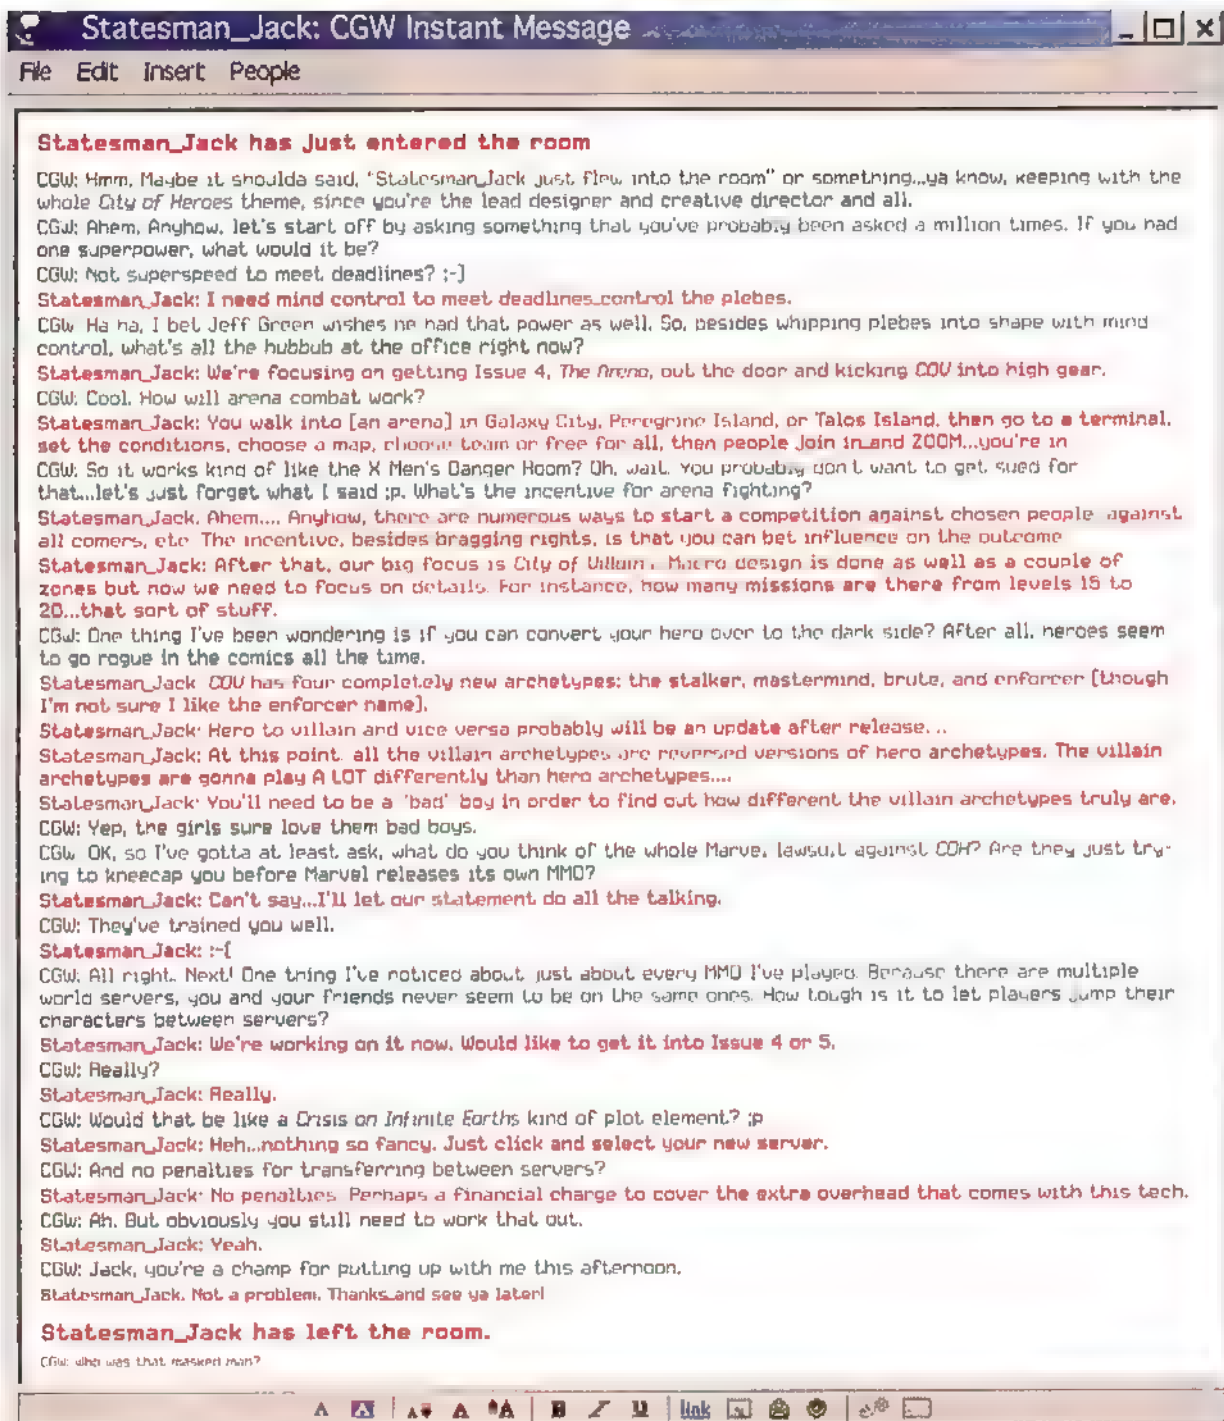 Statesman_Jack: CGW Instant Message
File Edit Insert People
Statesman_Jack has just entered the room
CGW: Hmm, Maybe it shoulda said, "Statesman_Jack just flew into the room" or something...ya know, keeping with the
whole City of Heroes theme, since you're the lead designer and creative director and all.
CGW: Ahem, Anyhow, let's start off by asking something that you've probably been asked a million times. If you had
one superpower, what would it be?
CGW: Not superspeed to meet deadlines? ;-]
Statesman_Jack: I need mind control to meet deadlines...control the plebes.
CGW: Ha ha, I bet Jeff Green wishes he had that power as well. So, besides whipping plebes into shape with mind
control, what's all the hubbub at the office right now?
Statesman_Jack: We're focusing on getting Issue 4, The Arena, out the door and kicking COV into high gear.
CGW: Cool. How will arena combat work?
Statesman_Jack: You walk into [an arena] in Galaxy City, Peregrine Island, or Talos Island, then go to a terminal,
set the conditions, choose a map, choose team or free for all, then people join in...and ZOOM...you're in
CGW: So it works kind of like the X Men's Danger Room? Oh, wait. You probably don't want to get sued for
that...let's just forget what I said ;p. What's the incentive for arena fighting?
Statesman_Jack: Ahem.... Anyhow, there are numerous ways to start a competition against chosen people against
all comers, etc The incentive, besides bragging rights, is that you can bet influence on the outcome
Statesman_Jack: After that, our big focus is City of Villains. Macro design is done as well as a couple of
zones but now we need to focus on details. For instance, how many missions are there from levels 15 to
20...that sort of stuff.
CGW: One thing I've been wondering is if you can convert your hero over to the dark side? After all, heroes seem
to go rogue in the comics all the time.
Statesman_Jack: COV has four completely new archetypes: the stalker, mastermind, brute, and enforcer [though
I'm not sure I like the enforcer name].
Statesman_Jack: Hero to villain and vice versa probably will be an update after release...
Statesman_Jack: At this point, all the villain archetypes are reversed versions of hero archetypes. The villain
archetypes are gonna play A LOT differently than hero archetypes....
Statesman_Jack: You'll need to be a 'bad' boy in order to find out how different the villain archetypes truly are.
CGW: Yep, the girls sure love them bad boys.
CGW: OK, so I've gotta at least ask, what do you think of the whole Marvel lawsuit against COH? Are they just try-
ing to kneecap you before Marvel releases its own MMO?
Statesman_Jack: Can't say...I'll let our statement do all the talking.
CGW: They've trained you well.
Statesman_Jack: :-[
CGW: All right. Next! One thing I've noticed about just about every MMO I've played. Because there are multiple
world servers, you and your friends never seem to be on the same ones. How tough is it to let players jump their
characters between servers?
Statesman_Jack: We're working on it now. Would like to get it into Issue 4 or 5.
CGW: Really?
Statesman_Jack: Really.
CGW: Would that be like a Crisis on Infinite Earths kind of plot element? ;p
Statesman_Jack: Heh...nothing so fancy. Just click and select your new server.
CGW: And no penalties for transferring between servers?
Statesman_Jack: No penalties. Perhaps a financial charge to cover the extra overhead that comes with this tech.
CGW: Ah. But obviously you still need to work that out.
Statesman_Jack: Yeah.
CGW: Jack, you're a champ for putting up with me this afternoon.
Statesman_Jack: Not a problem. Thanks...and see ya later!
Statesman_Jack has left the room.
CGW: Who was that masked man?
A A A A A B I U link